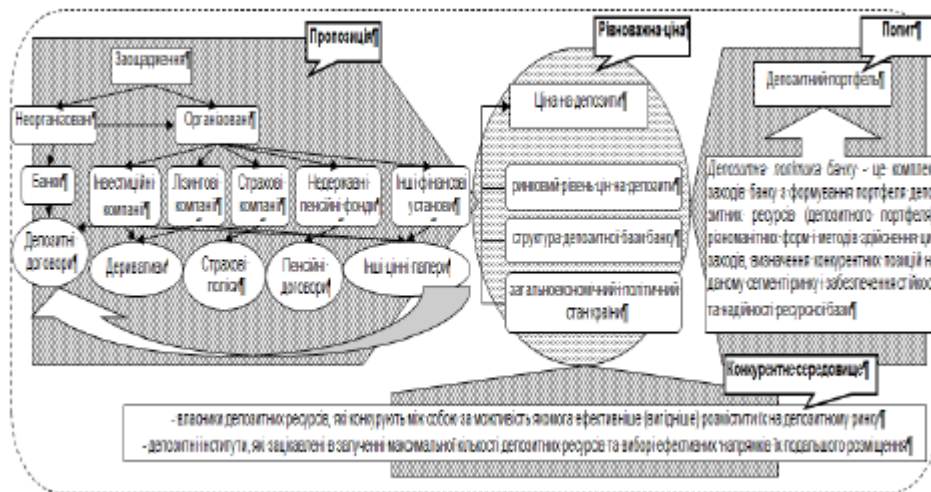 Пропозиція¶
Рівноважна·ціна¶
Попит¶
Заощадження
Неорганізовані
Організовані
Ціна на депозити¶
Депозитний·портфель¶
Банки¶
Інвестиційні
компанії¶
Лізингові
компанії¶
Страхові
компанії¶
Недержавні·
пенсійні·фонди¶
Інші фінансові
установи¶
Депозитні
договори¶
Деривативи¶
Страхові
поліси¶
Пенсійні·
договори¶
Інші цінні папери¶
ринковий·рівень·цін·на·депозити¶
структура·депозитної·бази·банку¶
загальноекономічний·і·політичний·
стан країни¶
Депозитна політика банку - це комплекс
заходів банку з формування портфеля депо-
зитних ресурсів (депозитного портфеля)
різноманітних·форм·і·методів здійснення·цих
заходів, визначення конкурентних позицій на
даному сегменті ринку і забезпечення стійкості
та·надійності·ресурсної·бази¶
Конкурентне·середовище¶
- власники депозитних ресурсів, які конкурують між собою за можливість якомога ефективніше (вигідніше) розмістити їх на депозитному ринку¶
- депозитні інститути, які зацікавлені в залученні максимальної кількості депозитних ресурсів та виборі ефективних напрямків їх подальшого розміщення¶